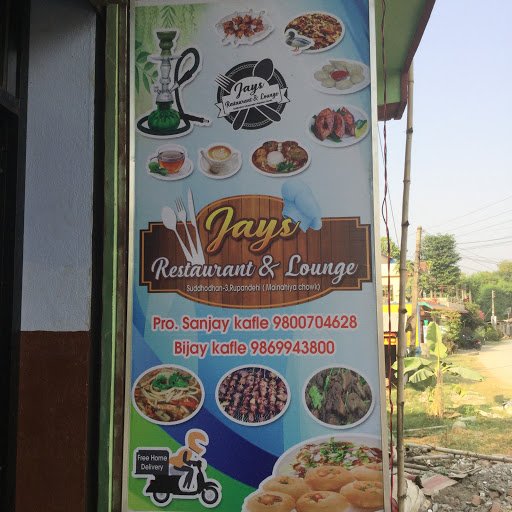 Jays
Restaurant & Lounge
Jays
Restaurant & Lounge
Suddhodhan-3,Rupandehi ( Mainahiya chowk)
Pro. Sanjay kafle 9800704628
Bijay kafle 9869943800
Free Home
Delivery